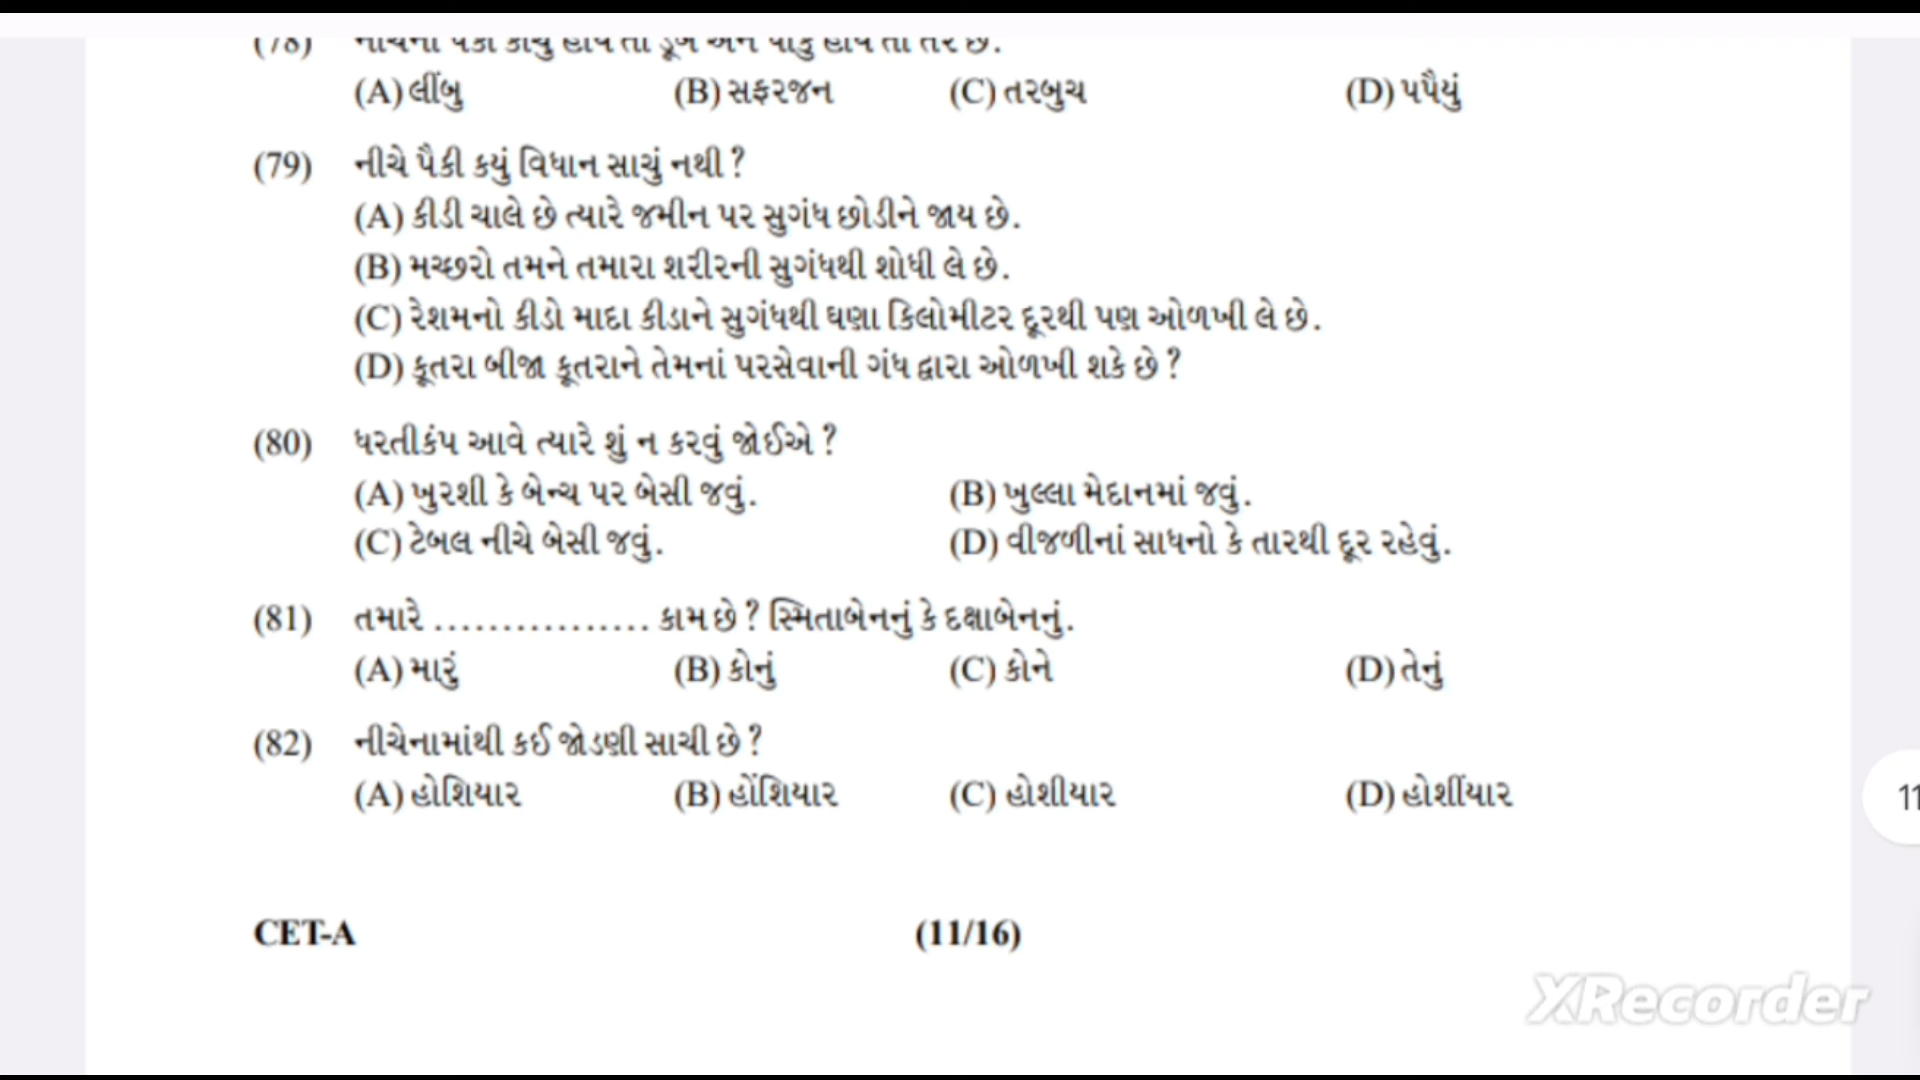 (78) નીચેના પૈકી કાચુ હોય તો ડૂબે અને પાકુ હોય તો તરે છે.
(A) લીંબુ (B) સફરજન (C) તરબુચ (D) પપૈયું
(79) નીચે પૈકી કયું વિધાન સાચું નથી ?
(A) કીડી ચાલે છે ત્યારે જમીન પર સુગંધ છોડીને જાય છે.
(B) મચ્છરો તમને તમારા શરીરની સુગંધથી શોધી લે છે.
(C) રેશમનો કીડો માદા કીડાને સુગંધથી ઘણા કિલોમીટર દૂરથી પણ ઓળખી લે છે.
(D) કૂતરા બીજા કૂતરાને તેમનાં પરસેવાની ગંધ દ્વારા ઓળખી શકે છે ?
(80) ધરતીકંપ આવે ત્યારે શું ન કરવું જોઈએ ?
(A) ખુરશી કે બેન્ચ પર બેસી જવું. (B) ખુલ્લા મેદાનમાં જવું.
(C) ટેબલ નીચે બેસી જવું. (D) વીજળીનાં સાધનો કે તારથી દૂર રહેવું.
(81) તમારે ................ કામ છે ? સ્મિતાબેનનું કે દક્ષાબેનનું.
(A) મારું (B) કોનું (C) કોને (D) તેનું
(82) નીચેનામાંથી કઈ જોડણી સાચી છે ?
(A) હોશિયાર (B) હોંશિયાર (C) હોશીયાર (D) હોશીંયાર
11
CET-A (11/16)
XRecorder